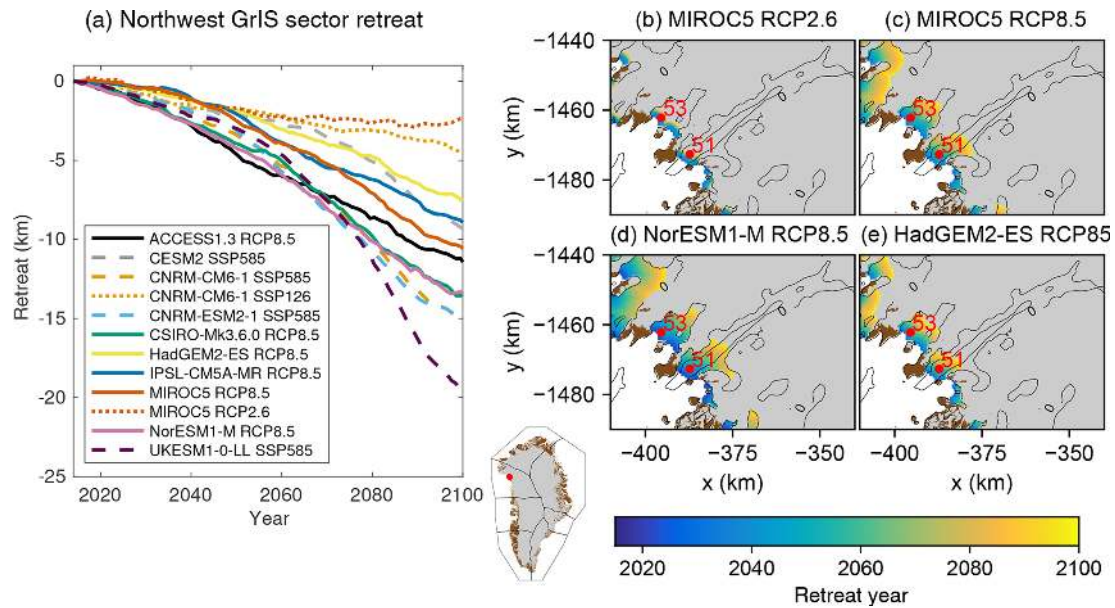 (a) Northwest GrIS sector retreat
0
-5
-10
-15
-20
-25
Retreat (km)
2020
2040
2060
2080
2100
Year
ACCESS1.3 RCP8.5
CESM2 SSP585
CNRM-CM6-1 SSP585
CNRM-CM6-1 SSP126
CNRM-ESM2-1 SSP585
CSIRO-Mk3.6.0 RCP8.5
HadGEM2-ES RCP8.5
IPSL-CM5A-MR RCP8.5
MIROC5 RCP8.5
MIROC5 RCP2.6
NorESM1-M RCP8.5
UKESM1-0-LL SSP585
(b) MIROC5 RCP2.6
(c) MIROC5 RCP8.5
−1440
−1460
−1480
y (km)
53
51
53
51
(d) NorESM1-M RCP8.5
(e) HadGEM2-ES RCP85
−1440
−1460
−1480
y (km)
53
51
53
51
−400
−350
−400
−350
x (km)
x (km)
2020
2040
2060
2080
2100
Retreat year